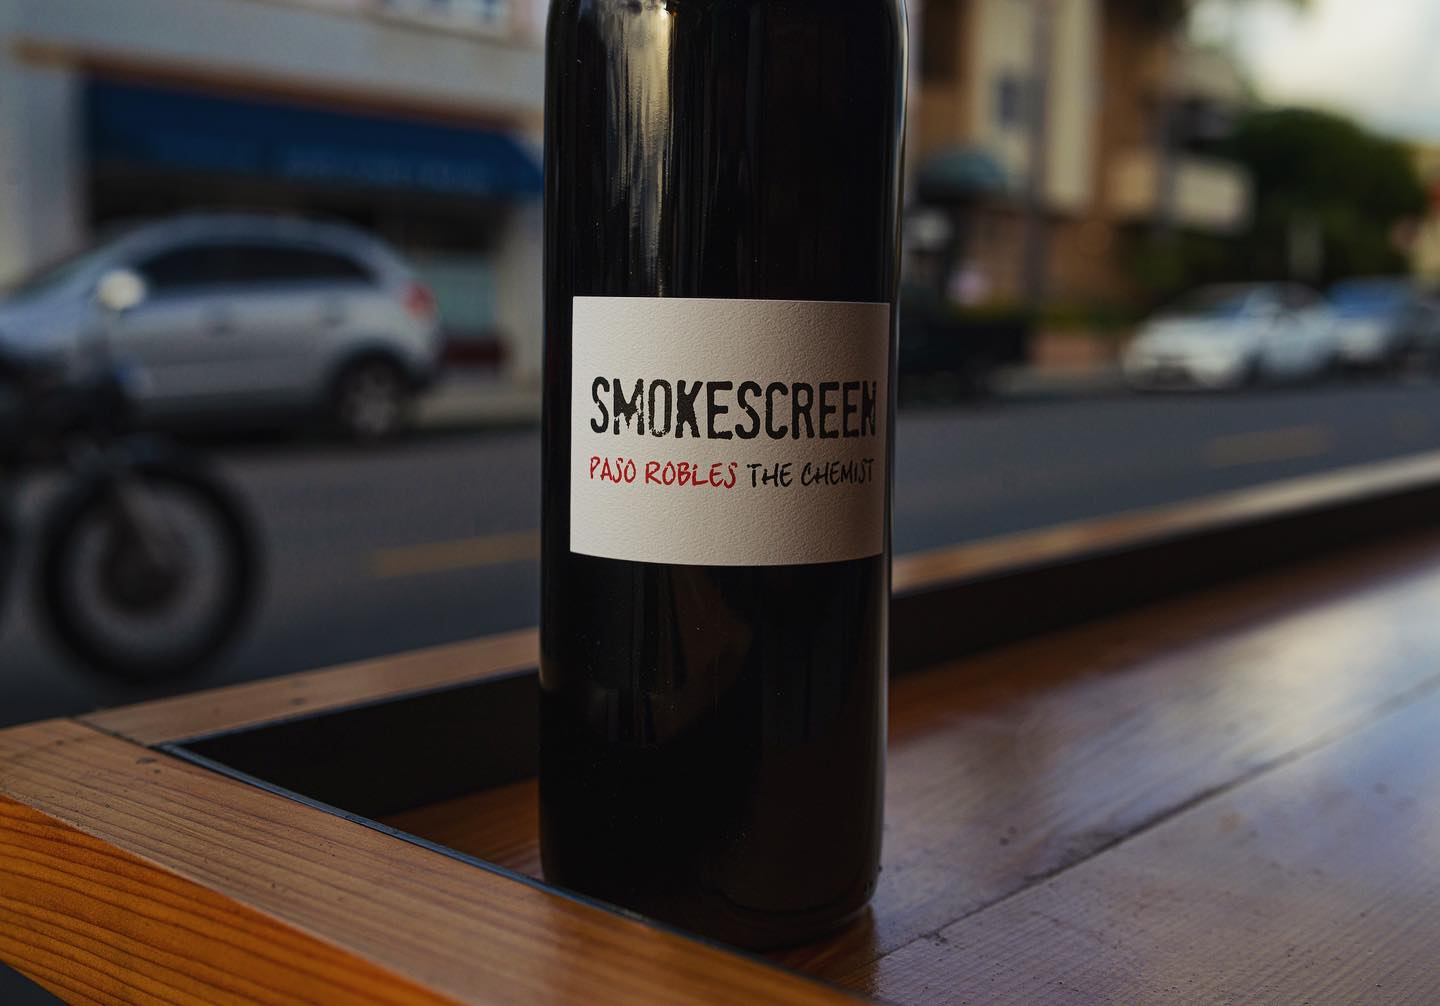 SMOKESCREEN
PASO ROBLES THE CHEMIST